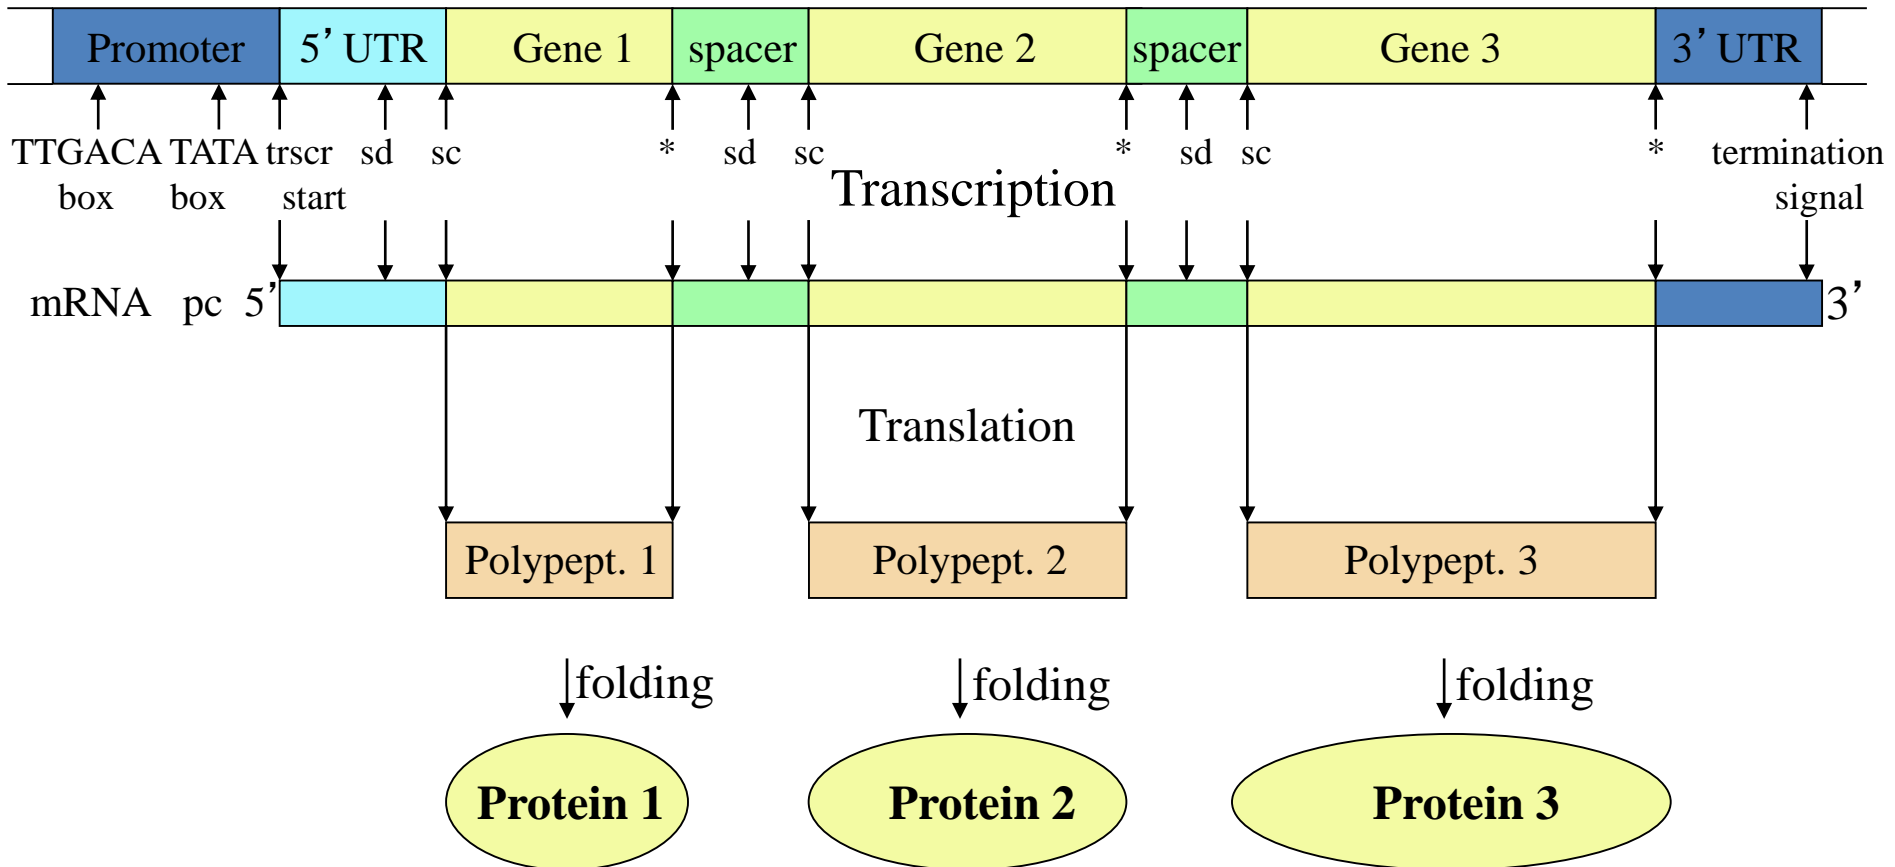 Promoter 5’ UTR Gene 1 spacer Gene 2 spacer Gene 3 3’ UTR
TTGACA TATA trscr sd sc * sd sc * sd sc * termination
box box start signal
Transcription
mRNA pc 5’ 3’
Translation
Polypept. 1 Polypept. 2 Polypept. 3
folding folding folding
Protein 1 Protein 2 Protein 3